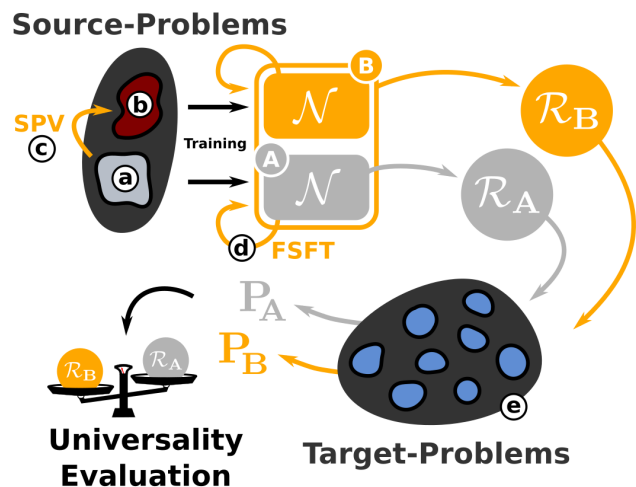 Source-Problems
B
b
𝒩
ℛ_B
SPV
c
Training
A
a
𝒩
ℛ_A
d
FSFT
P_A
P_B
ℛ_B
ℛ_A
e
Universality
Evaluation
Target-Problems